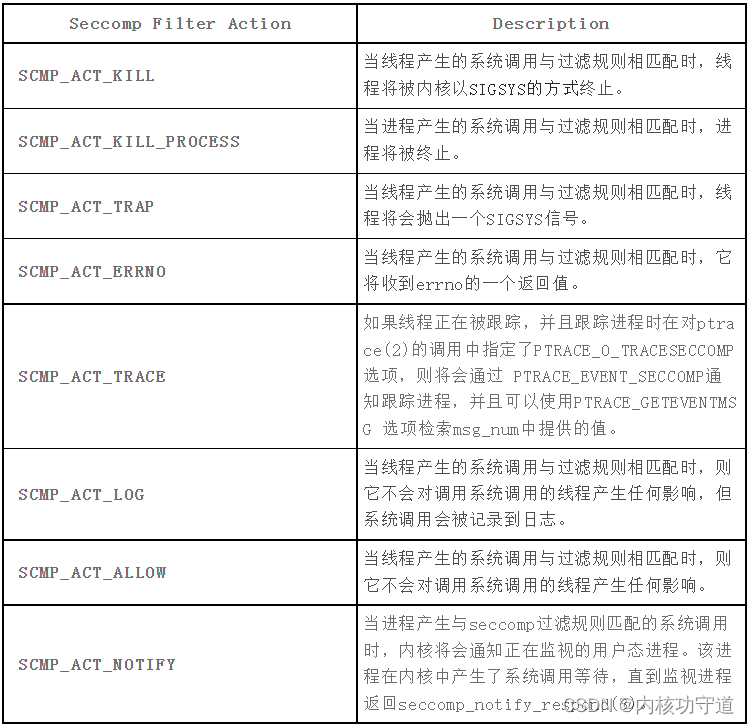 Seccomp Filter Action Description
SCMP_ACT_KILL
当线程产生的系统调用与过滤规则相匹配时，线
程将被内核以SIGSYS的方式终止。
SCMP_ACT_KILL_PROCESS
当进程产生的系统调用与过滤规则相匹配时，进
程将被终止。
SCMP_ACT_TRAP
当线程产生的系统调用与过滤规则相匹配时，线
程将会抛出一个SIGSYS信号。
SCMP_ACT_ERRNO
当线程产生的系统调用与过滤规则相匹配时，它
将收到errno的一个返回值。
SCMP_ACT_TRACE
如果线程正在被跟踪，并且跟踪进程时在对ptra
ce(2)的调用中指定了PTRACE_O_TRACESECCOMP
选项，则将会通过 PTRACE_EVENT_SECCOMP通
知跟踪进程，并且可以使用PTRACE_GETEVENTMS
G 选项检索msg_num中提供的值。
SCMP_ACT_LOG
当线程产生的系统调用与过滤规则相匹配时，则
它不会对调用系统调用的线程产生任何影响，但
系统调用会被记录到日志。
SCMP_ACT_ALLOW
当线程产生的系统调用与过滤规则相匹配时，则
它不会对调用系统调用的线程产生任何影响。
SCMP_ACT_NOTIFY
当进程产生与seccomp过滤规则匹配的系统调用
时，内核将会通知正在监视的用户态进程。该进
程在内核中产生了系统调用等待，直到监视进程
返回seccomp_notify_respond(3)
CSDN @内核功守道